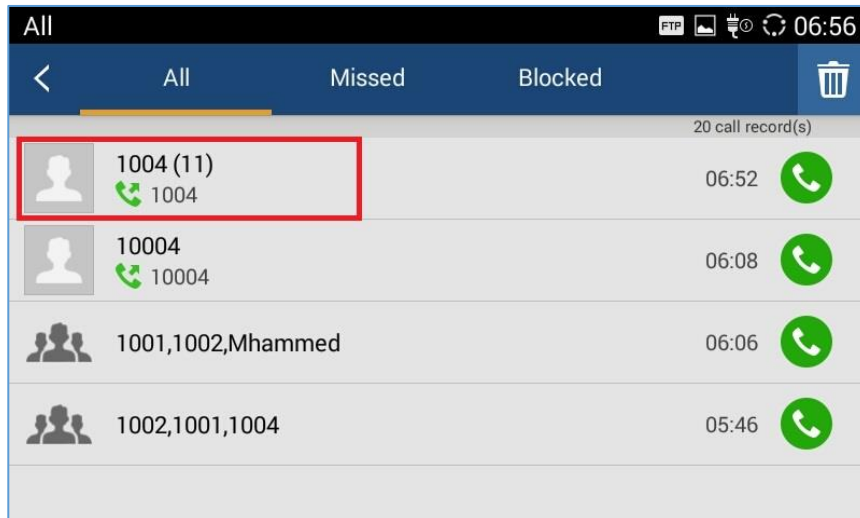 All
FTP 06:56
All Missed Blocked
20 call record(s)
1004 (11)
1004
06:52
10004
10004
06:08
1001,1002,Mhammed
06:06
1002,1001,1004
05:46